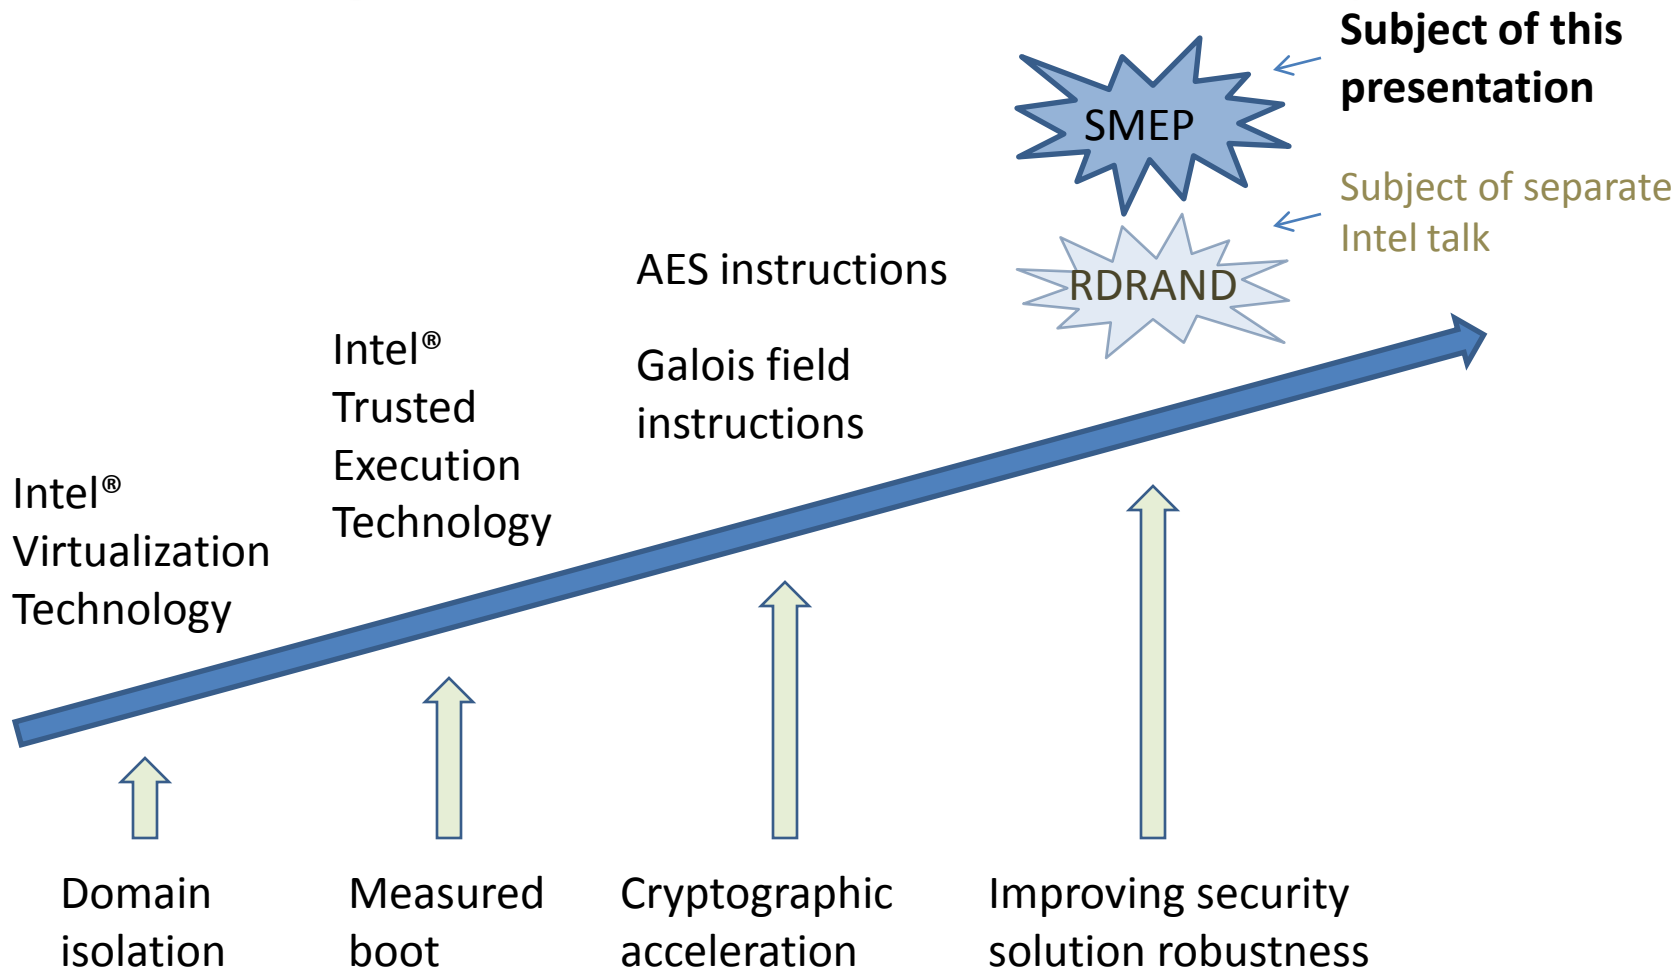 Subject of this
presentation
SMEP
Subject of separate
Intel talk
RDRAND
AES instructions
Galois field
instructions
Intel®
Trusted
Execution
Technology
Intel®
Virtualization
Technology
Domain
isolation
Measured
boot
Cryptographic
acceleration
Improving security
solution robustness